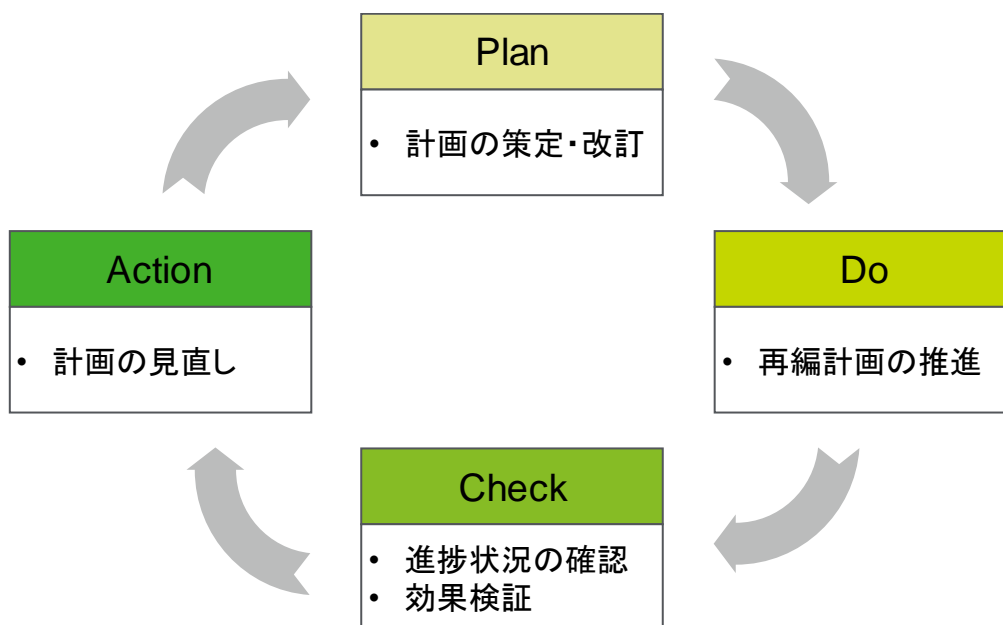 Plan
• 計画の策定・改訂
Do
• 再編計画の推進
Check
• 進捗状況の確認
• 効果検証
Action
• 計画の見直し